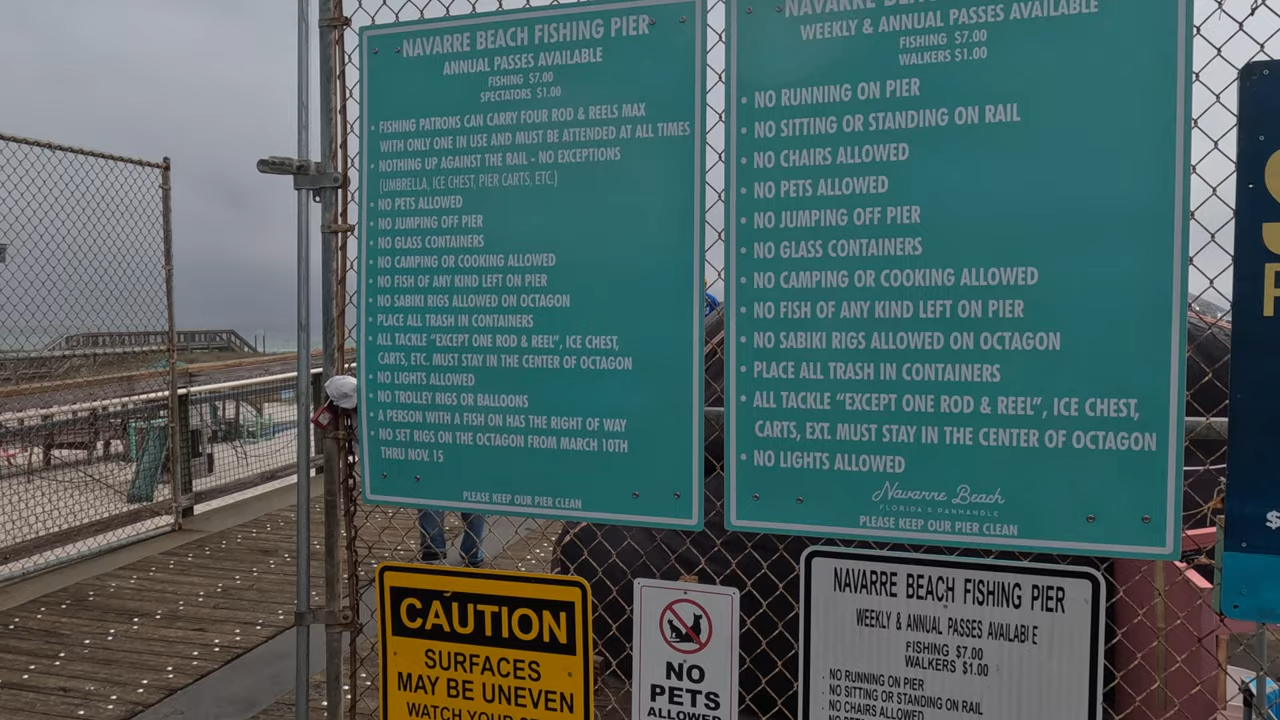 NAVARRE BEACH FISHING PIER
ANNUAL PASSES AVAILABLE
FISHING $7.00
SPECTATORS $1.00
• FISHING PATRONS CAN CARRY FOUR ROD & REELS MAX
WITH ONLY ONE IN USE AND MUST BE ATTENDED AT ALL TIMES
• NOTHING UP AGAINST THE RAIL - NO EXCEPTIONS
(UMBRELLA, ICE CHEST, PIER CARTS, ETC.)
• NO PETS ALLOWED
• NO JUMPING OFF PIER
• NO GLASS CONTAINERS
• NO CAMPING OR COOKING ALLOWED
• NO FISH OF ANY KIND LEFT ON PIER
• NO SABIKI RIGS ALLOWED ON OCTAGON
• PLACE ALL TRASH IN CONTAINERS
• ALL TACKLE “EXCEPT ONE ROD & REEL”, ICE CHEST,
CARTS, ETC. MUST STAY IN THE CENTER OF OCTAGON
• NO LIGHTS ALLOWED
• NO TROLLEY RIGS OR BALLOONS
• A PERSON WITH A FISH ON HAS THE RIGHT OF WAY
• NO SET RIGS ON THE OCTAGON FROM MARCH 10TH
THRU NOV. 15
PLEASE KEEP OUR PIER CLEAN
NAVARRE
WEEKLY & ANNUAL PASSES AVAILABLE
FISHING $7.00
WALKERS $1.00
• NO RUNNING ON PIER
• NO SITTING OR STANDING ON RAIL
• NO CHAIRS ALLOWED
• NO PETS ALLOWED
• NO JUMPING OFF PIER
• NO GLASS CONTAINERS
• NO CAMPING OR COOKING ALLOWED
• NO FISH OF ANY KIND LEFT ON PIER
• NO SABIKI RIGS ALLOWED ON OCTAGON
• PLACE ALL TRASH IN CONTAINERS
• ALL TACKLE “EXCEPT ONE ROD & REEL”, ICE CHEST,
CARTS, EXT. MUST STAY IN THE CENTER OF OCTAGON
• NO LIGHTS ALLOWED
Navarre Beach
FLORIDA'S PANHANDLE
PLEASE KEEP OUR PIER CLEAN
CAUTION
SURFACES
MAY BE UNEVEN
WATCH YOUR
NO
PETS
ALLOWED
NAVARRE BEACH FISHING PIER
WEEKLY & ANNUAL PASSES AVAILABLE
FISHING $7.00
WALKERS $1.00
. NO RUNNING ON PIER
. NO SITTING OR STANDING ON RAIL
. NO CHAIRS ALLOWED